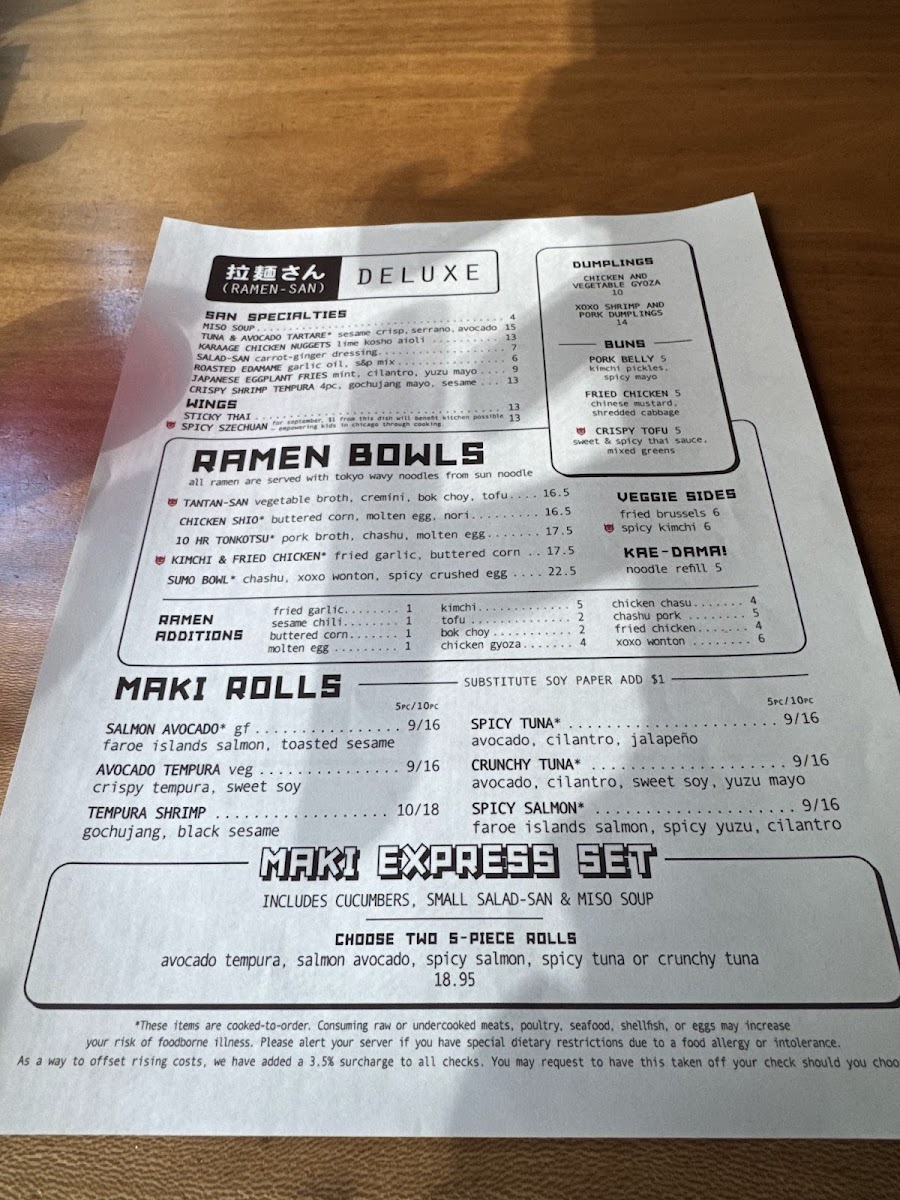 拉麺さん
(RAMEN-SAN)
DELUXE
SAN SPECIALTIES
MISO SOUP.......... 4
TUNA & AVOCADO TARTARE* sesame crisp, serrano, avocado 15
KARAAGE CHICKEN NUGGETS lime kosho aioli .......... 13
SALAD-SAN carrot-ginger dressing.......... 7
ROASTED EDAMAME garlic oil, s&p mix .......... 6
JAPANESE EGGPLANT FRIES mint, cilantro, yuzu mayo .... 9
CRISPY SHRIMP TEMPURA 4pc, gochujang mayo, sesame ... 13
WINGS
STICKY THAI .......... 13
SPICY SZECHUAN for september, $1 from this dish will benefit kitchen possible 13
– empowering kids in chicago through cooking.
DUMPLINGS
CHICKEN AND
VEGETABLE GYOZA
10
XOXO SHRIMP AND
PORK DUMPLINGS
14
BUNS
PORK BELLY 5
kimchi pickles,
spicy mayo
FRIED CHICKEN 5
chinese mustard,
shredded cabbage
CRISPY TOFU 5
sweet & spicy thai sauce,
mixed greens
RAMEN BOWLS
all ramen are served with tokyo wavy noodles from sun noodle
TANTAN-SAN vegetable broth, cremini, bok choy, tofu.... 16.5
CHICKEN SHIO* buttered corn, molten egg, nori......... 16.5
10 HR TONKOTSU* pork broth, chashu, molten egg....... 17.5
KIMCHI & FRIED CHICKEN* fried garlic, buttered corn .. 17.5
SUMO BOWL* chashu, xoxo wonton, spicy crushed egg .... 22.5
VEGGIE SIDES
fried brussels 6
spicy kimchi 6
KAE-DAMA!
noodle refill 5
RAMEN
ADDITIONS
fried garlic........ 1
sesame chili....... 1
buttered corn...... 1
molten egg ......... 1
kimchi............. 5
tofu .............. 2
bok choy ........... 2
chicken gyoza....... 4
chicken chasu....... 4
chashu pork ........ 5
fried chicken....... 4
xoxo wonton ........ 6
MAKI ROLLS
SUBSTITUTE SOY PAPER ADD $1
5PC/10PC
SALMON AVOCADO* gf ................. 9/16
faroe islands salmon, toasted sesame
AVOCADO TEMPURA veg ............... 9/16
crispy tempura, sweet soy
TEMPURA SHRIMP .................. 10/18
gochujang, black sesame
5PC/10PC
SPICY TUNA* ....................... 9/16
avocado, cilantro, jalapeño
CRUNCHY TUNA* .................... 9/16
avocado, cilantro, sweet soy, yuzu mayo
SPICY SALMON* .................... 9/16
faroe islands salmon, spicy yuzu, cilantro
MAKI EXPRESS SET
INCLUDES CUCUMBERS, SMALL SALAD-SAN & MISO SOUP
CHOOSE TWO 5-PIECE ROLLS
avocado tempura, salmon avocado, spicy salmon, spicy tuna or crunchy tuna
18.95
*These items are cooked-to-order. Consuming raw or undercooked meats, poultry, seafood, shellfish, or eggs may increase
your risk of foodborne illness. Please alert your server if you have special dietary restrictions due to a food allergy or intolerance.
As a way to offset rising costs, we have added a 3.5% surcharge to all checks. You may request to have this taken off your check should you choo